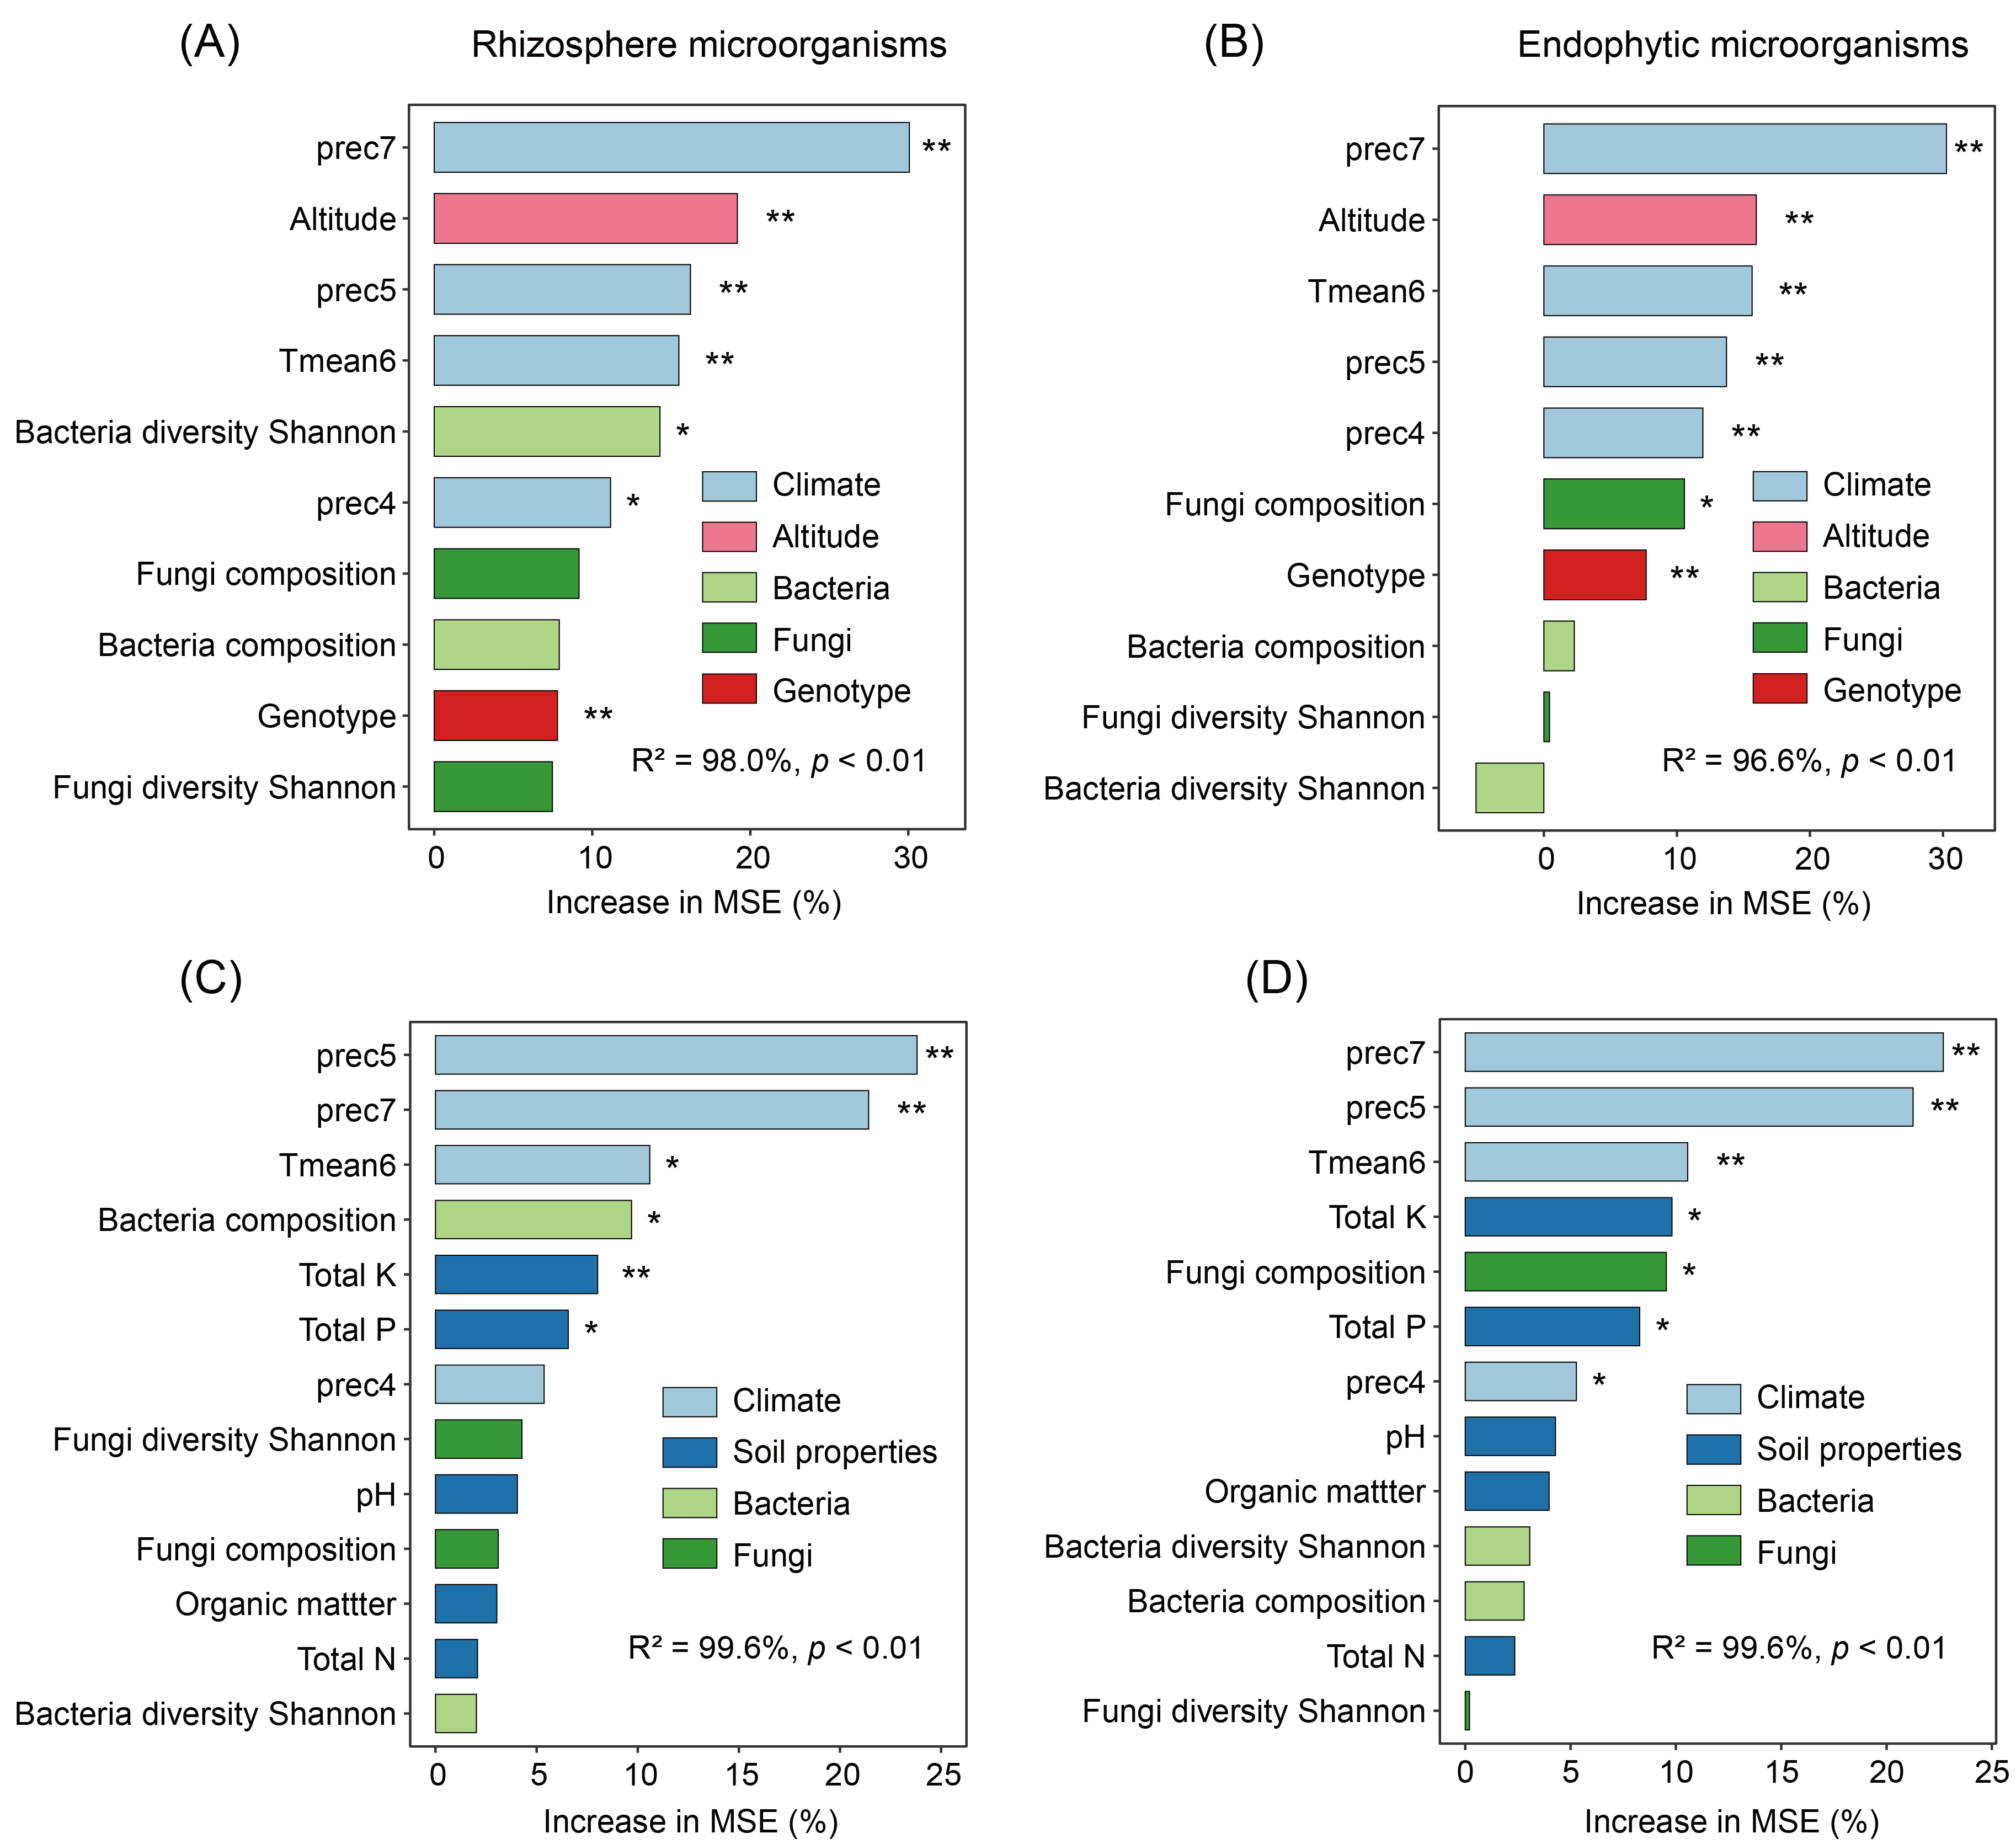 (A)
Rhizosphere microorganisms
prec7
**
Altitude
**
prec5
**
Tmean6
**
Bacteria diversity Shannon
*
prec4
*
Fungi composition
Bacteria composition
Genotype
**
Fungi diversity Shannon
Climate
Altitude
Bacteria
Fungi
Genotype
R² = 98.0%, p < 0.01
0 10 20 30
Increase in MSE (%)
(B)
Endophytic microorganisms
prec7
**
Altitude
**
Tmean6
**
prec5
**
prec4
**
Fungi composition
*
Genotype
**
Bacteria composition
Fungi diversity Shannon
Bacteria diversity Shannon
Climate
Altitude
Bacteria
Fungi
Genotype
R² = 96.6%, p < 0.01
0 10 20 30
Increase in MSE (%)
(C)
prec5
**
prec7
**
Tmean6
*
Bacteria composition
*
Total K
**
Total P
*
prec4
Fungi diversity Shannon
pH
Fungi composition
Organic mattter
Total N
Bacteria diversity Shannon
Climate
Soil properties
Bacteria
Fungi
R² = 99.6%, p < 0.01
0 5 10 15 20 25
Increase in MSE (%)
(D)
prec7
**
prec5
**
Tmean6
**
Total K
*
Fungi composition
*
Total P
*
prec4
*
pH
Organic mattter
Bacteria diversity Shannon
Bacteria composition
Total N
Fungi diversity Shannon
Climate
Soil properties
Bacteria
Fungi
R² = 99.6%, p < 0.01
0 5 10 15 20 25
Increase in MSE (%)